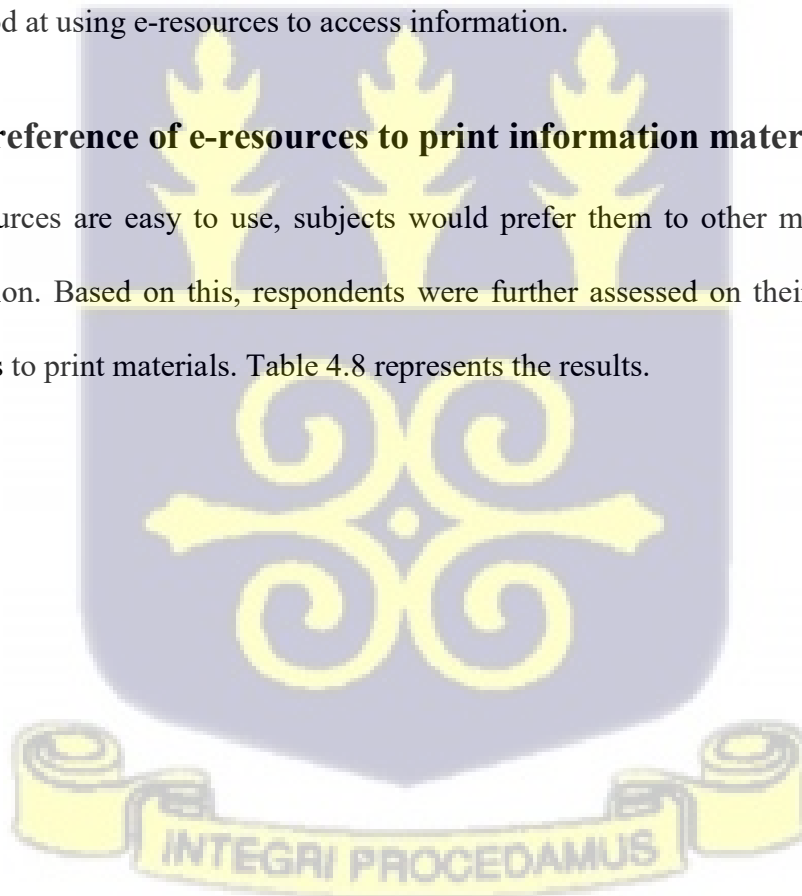 d at using e-resources to access information.
reference of e-resources to print information mater
urces are easy to use, subjects would prefer them to other m
ion. Based on this, respondents were further assessed on their
s to print materials. Table 4.8 represents the results.
INTEGRI PROCEDAMUS